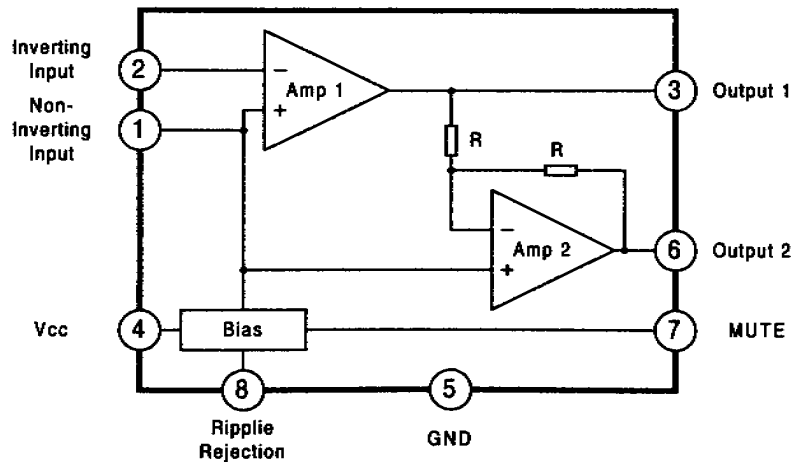 Inverting
Input
2
−
Amp 1
+
3
Output 1
Non-
Inverting
Input
1
R
R
−
Amp 2
+
6
Output 2
Vcc
4
Bias
7
MUTE
8
5
Ripplie
Rejection
GND